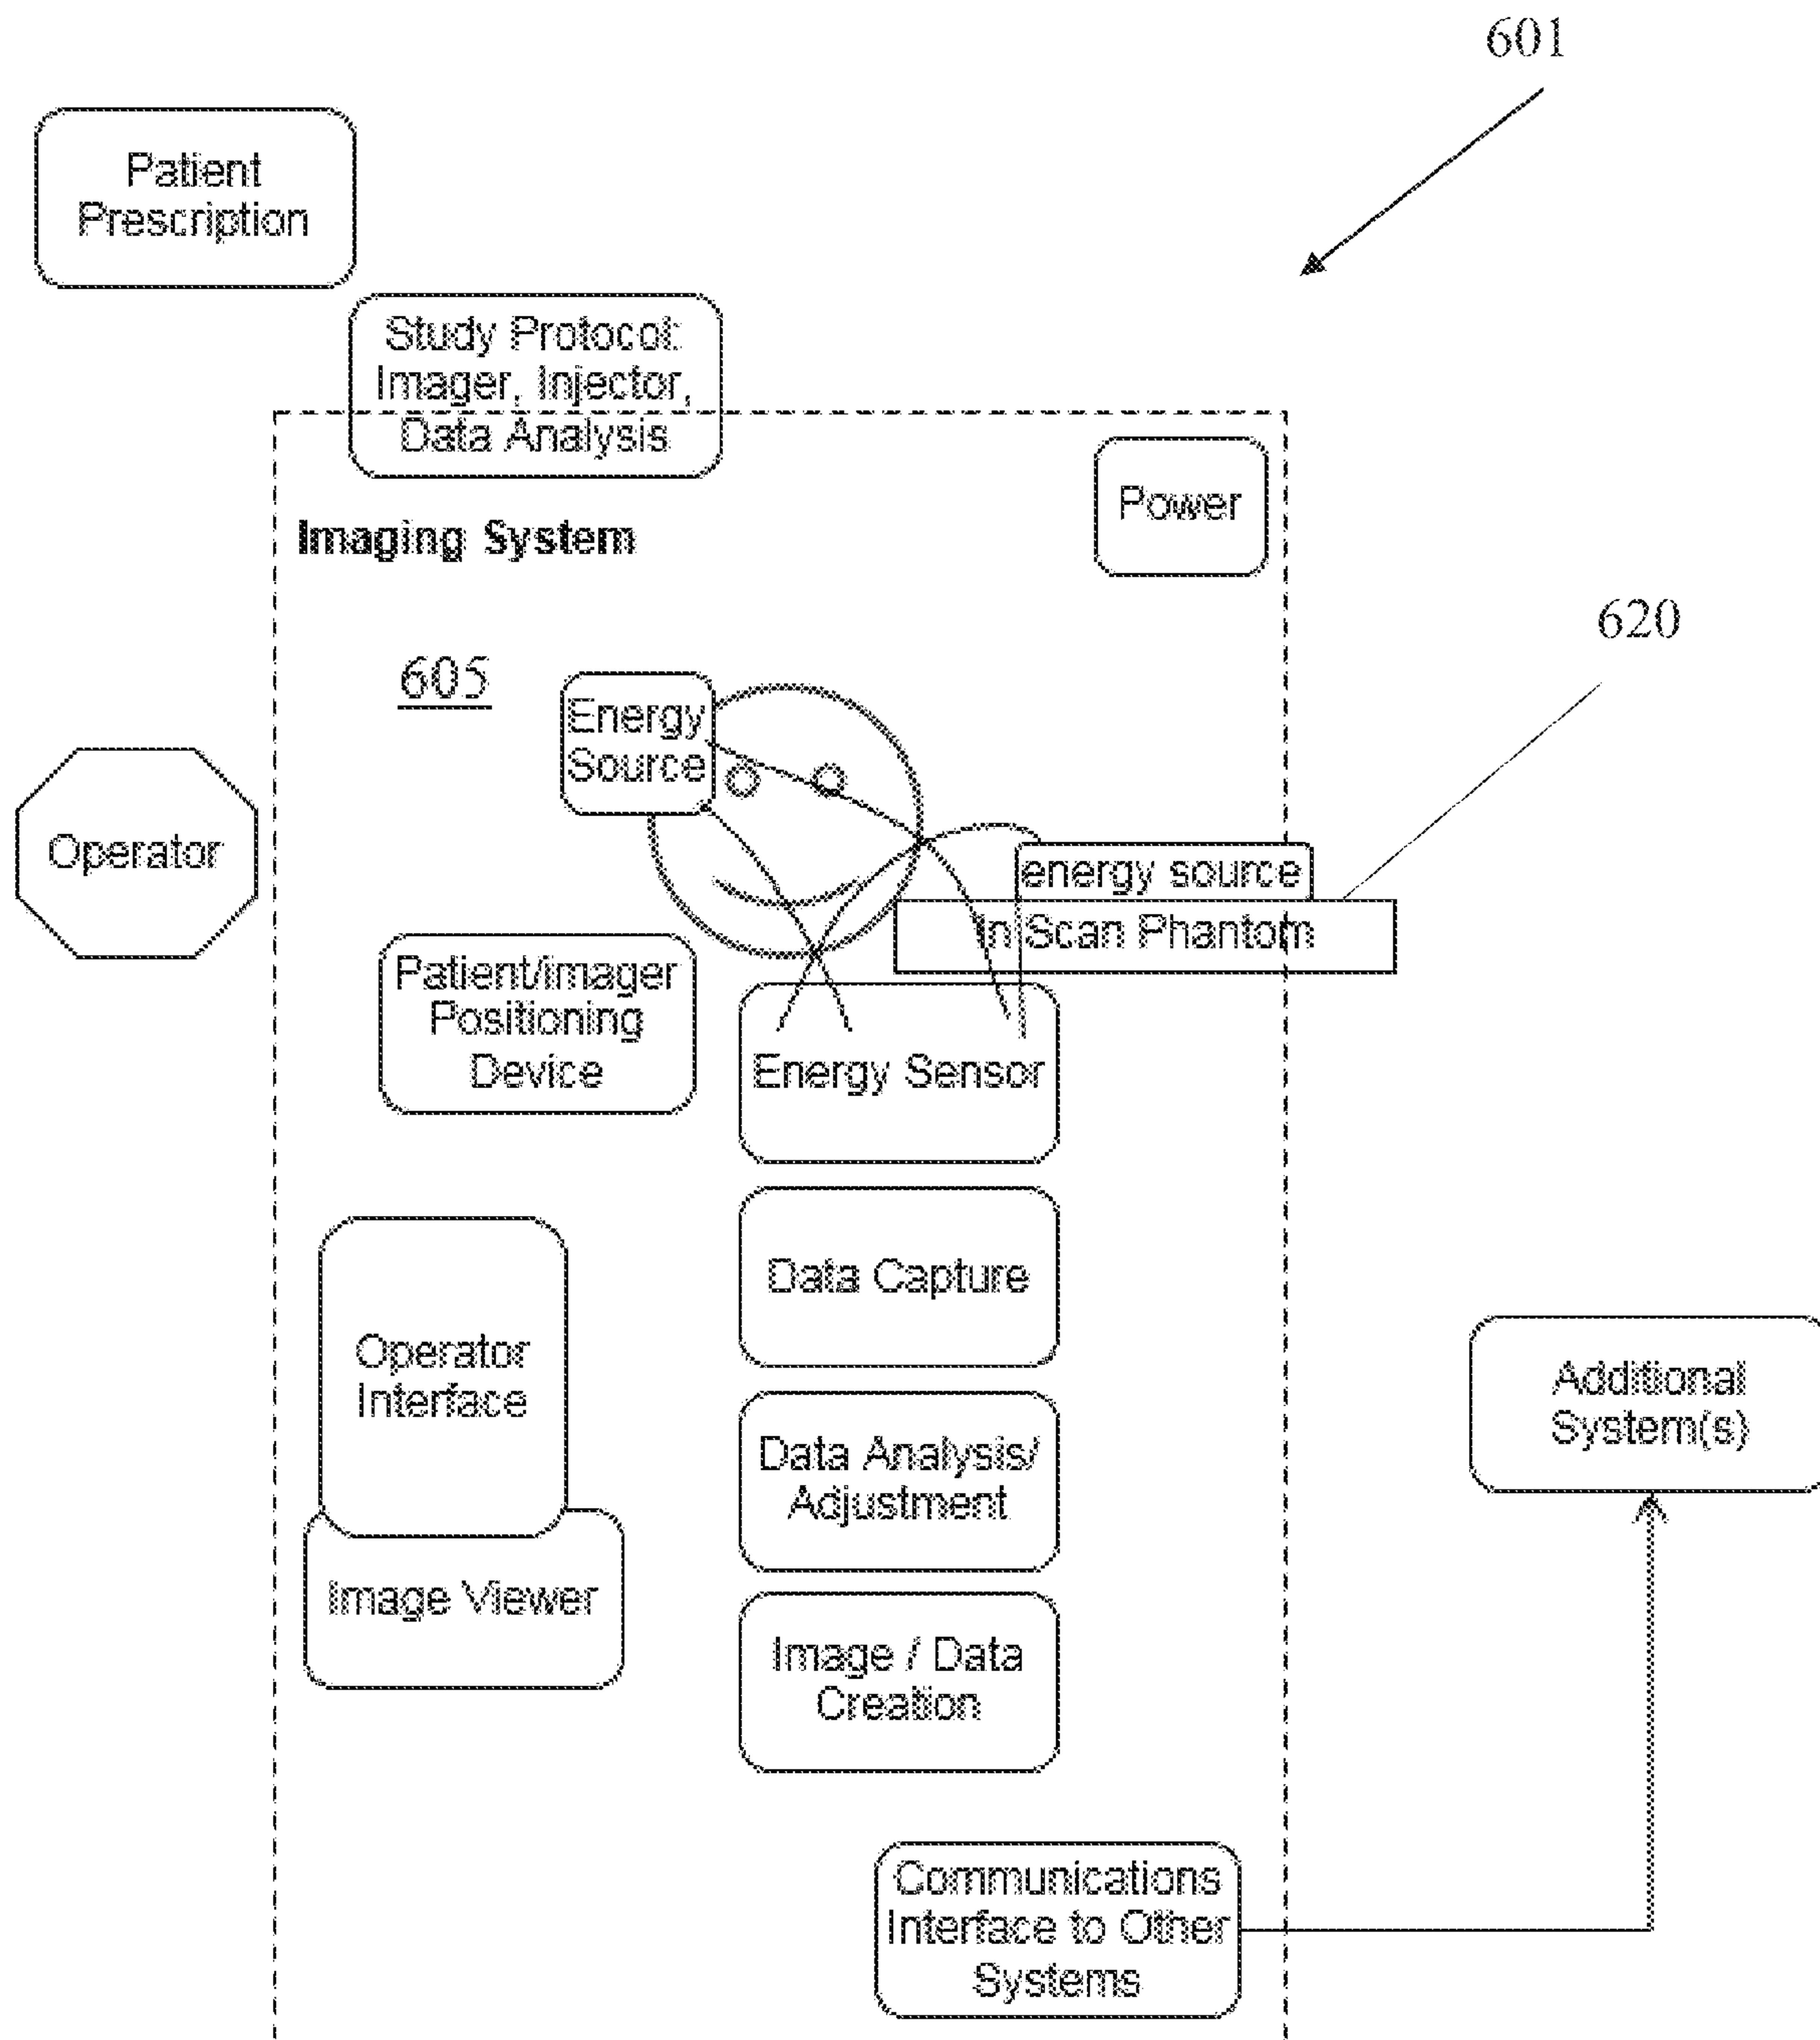 601
Patient
Prescription
Study Protocol:
Imager, Injector,
Data Analysis
Power
Imaging System
620
605
Energy
Source
Operator
energy source
In Scan Phantom
Patient/imager
Positioning
Device
Energy Sensor
Data Capture
Operator
Interface
Additional
System(s)
Data Analysis/
Adjustment
Image Viewer
Image / Data
Creation
Communications
Interface to Other
Systems